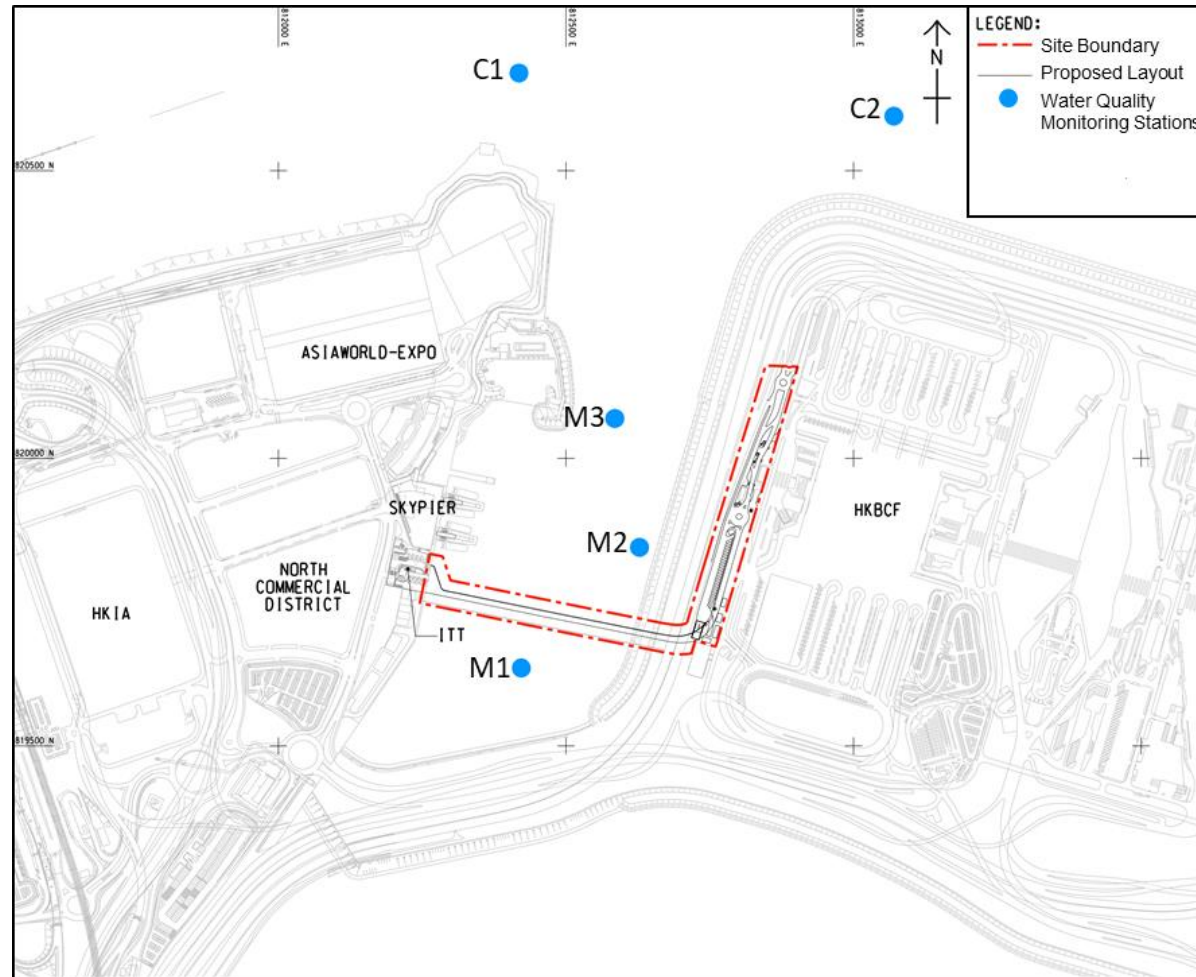 812000 E
812500 E
813000 E
N
LEGEND:
Site Boundary
Proposed Layout
Water Quality
Monitoring Stations
C1
C2
820500 N
ASIAWORLD-EXPO
M3
820000 N
SKYPIER
HKBCF
M2
NORTH
COMMERCIAL
DISTRICT
HKIA
ITT
M1
819500 N